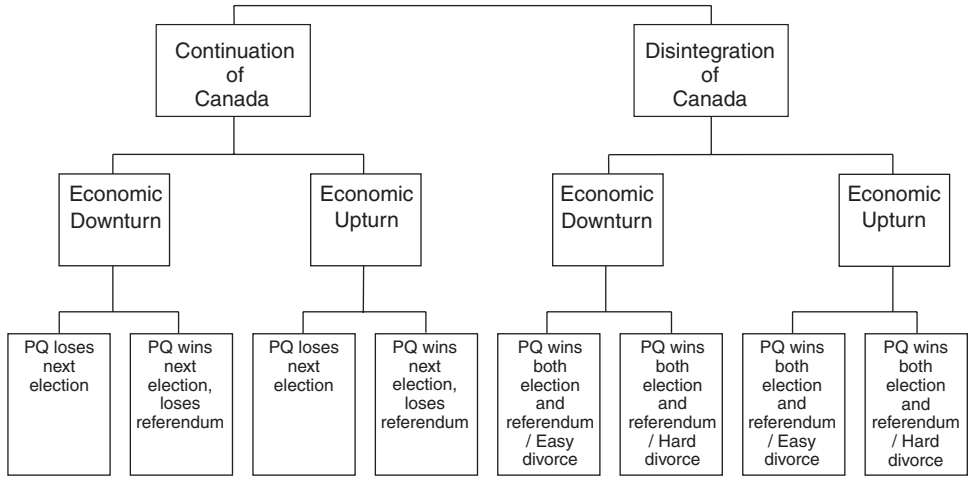 Continuation
of
Canada
Disintegration
of
Canada
Economic
Downturn
Economic
Upturn
Economic
Downturn
Economic
Upturn
PQ loses
next
election
PQ wins
next
election,
loses
referendum
PQ loses
next
election
PQ wins
next
election,
loses
referendum
PQ wins
both
election
and
referendum
/ Easy
divorce
PQ wins
both
election
and
referendum
/ Hard
divorce
PQ wins
both
election
and
referendum
/ Easy
divorce
PQ wins
both
election
and
referendum
/ Hard
divorce